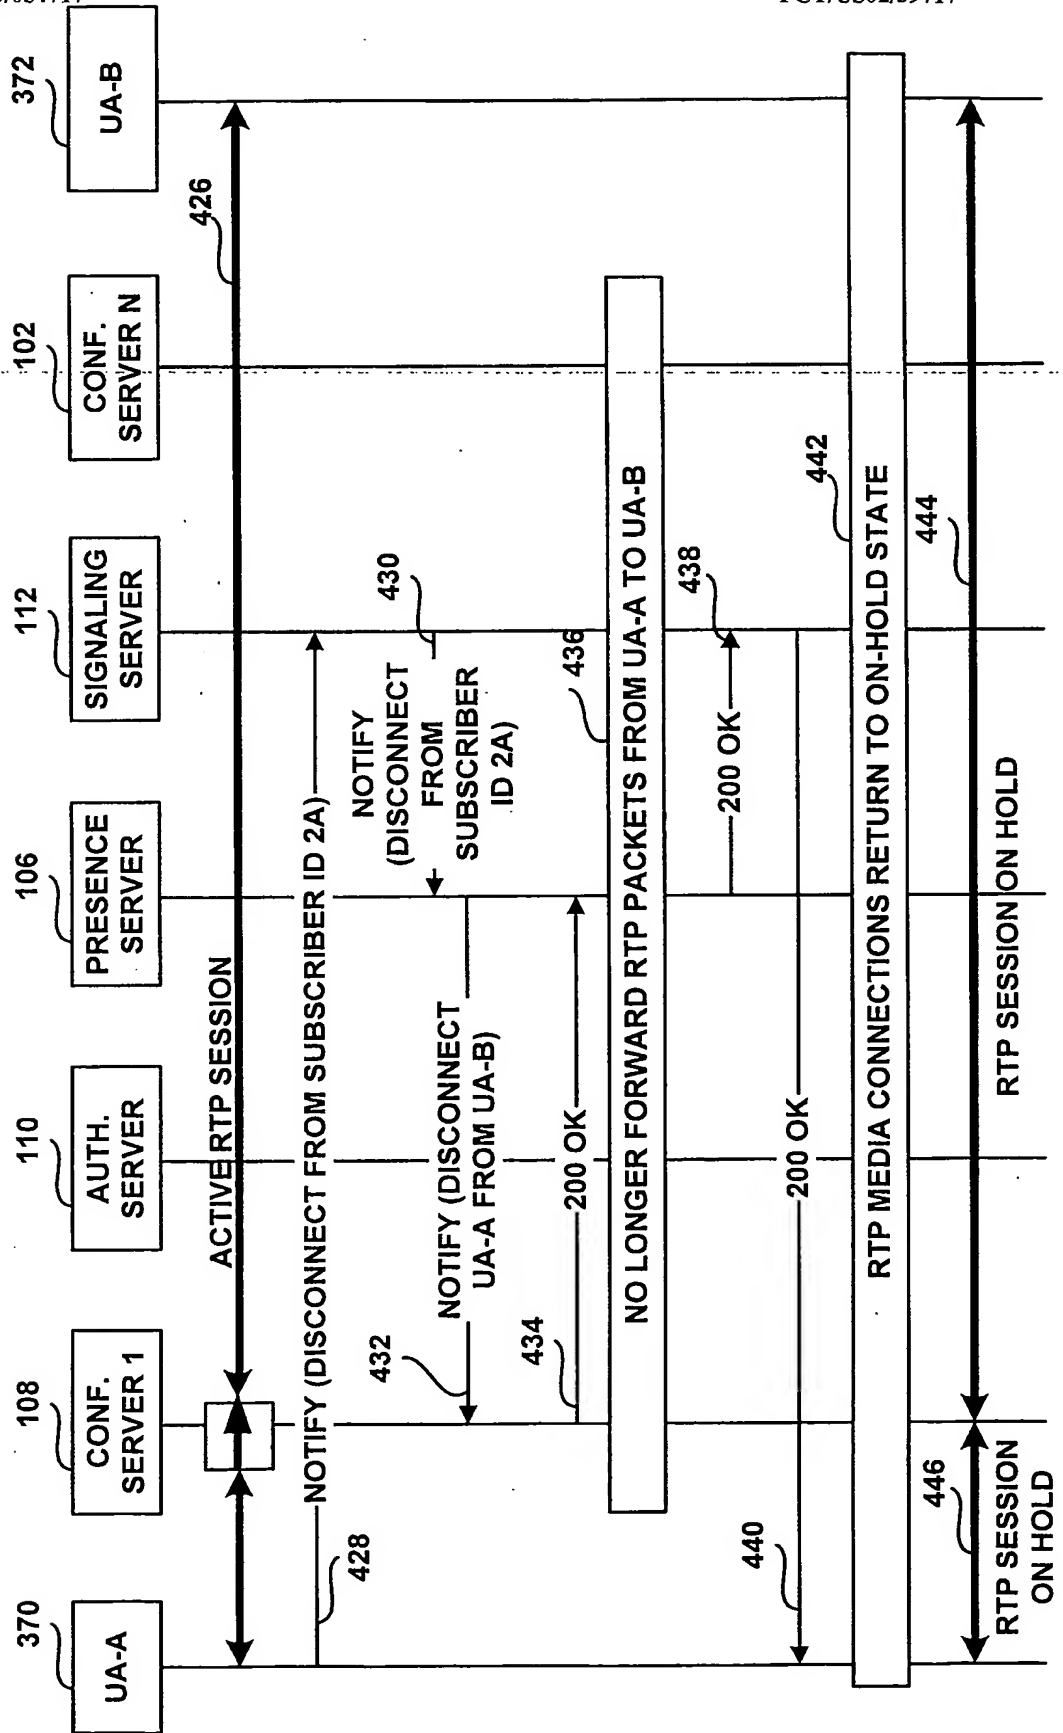 370
108
110
106
112
102
372
UA-A
CONF.
SERVER 1
AUTH.
SERVER
PRESENCE
SERVER
SIGNALING
SERVER
CONF.
SERVER N
UA-B
ACTIVE RTP SESSION
426
NOTIFY (DISCONNECT FROM SUBSCRIBER ID 2A)
428
NOTIFY
(DISCONNECT
FROM
SUBSCRIBER
ID 2A)
430
NOTIFY (DISCONNECT
UA-A FROM UA-B)
432
200 OK
434
NO LONGER FORWARD RTP PACKETS FROM UA-A TO UA-B
436
200 OK
438
200 OK
440
RTP MEDIA CONNECTIONS RETURN TO ON-HOLD STATE
442
444
RTP SESSION ON HOLD
446
RTP SESSION
ON HOLD